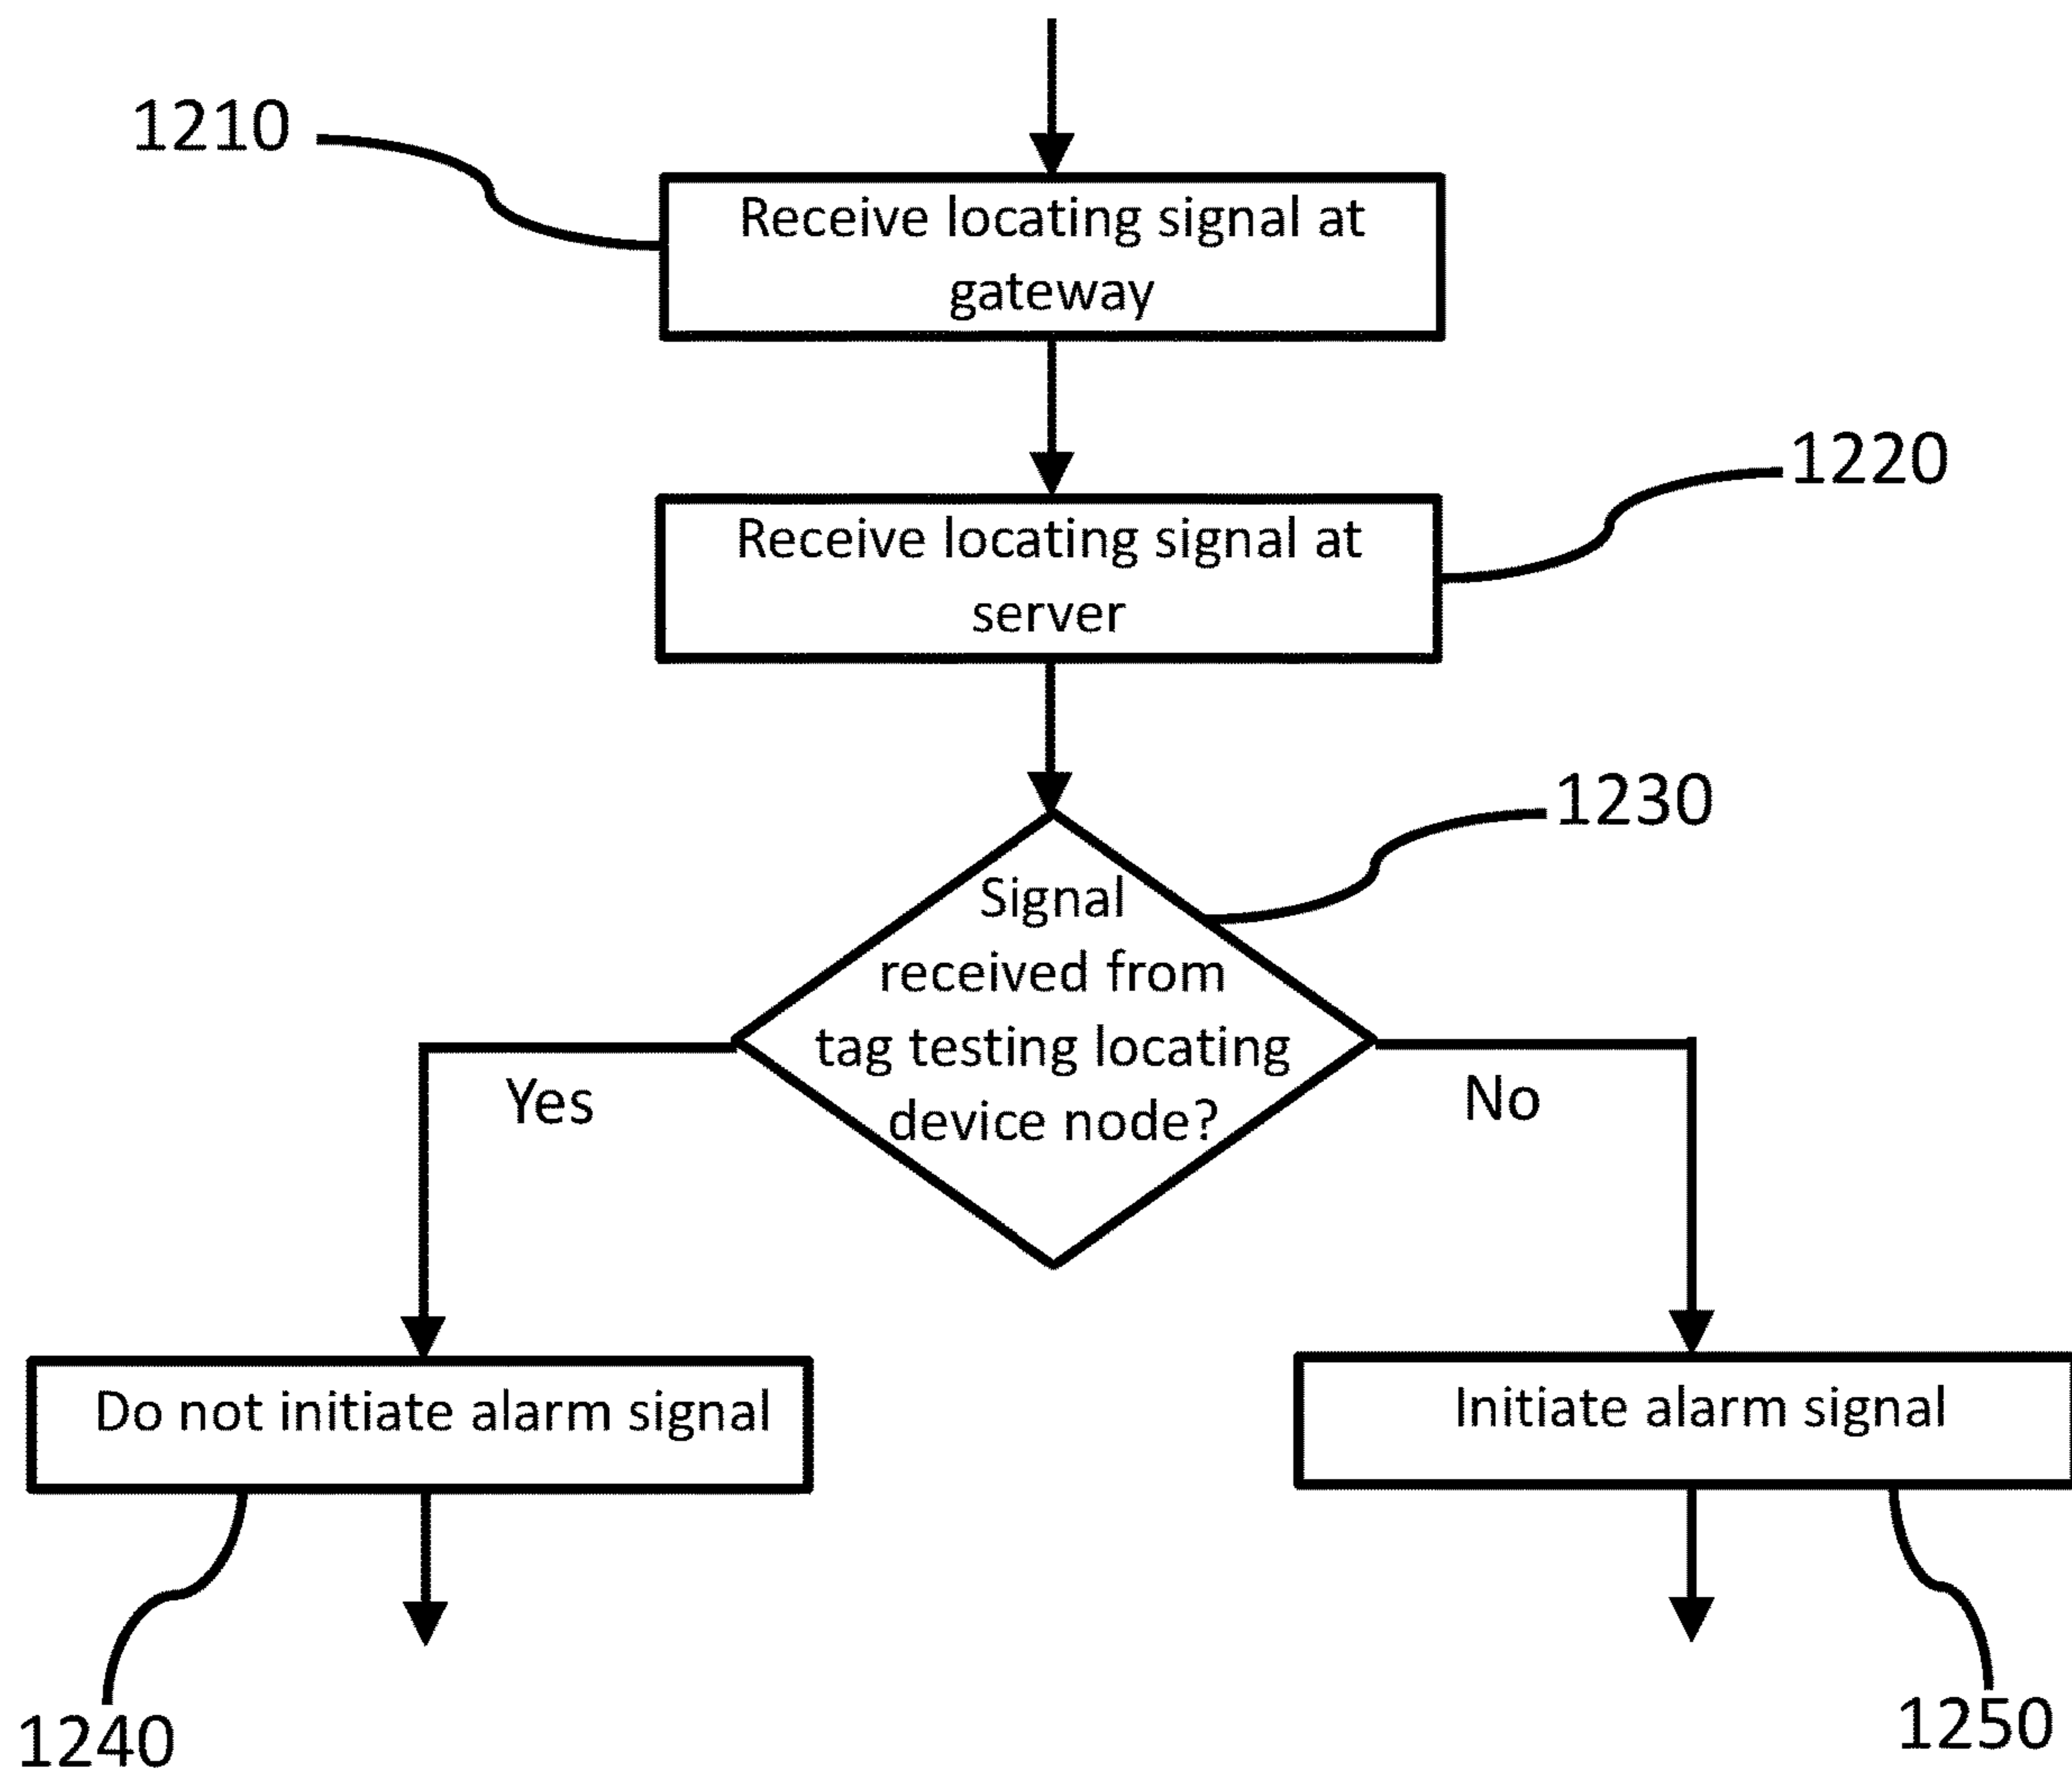 1210
Receive locating signal at
gateway
1220
Receive locating signal at
server
1230
Signal
received from
tag testing locating
device node?
Yes
No
Do not initiate alarm signal
Initiate alarm signal
1240
1250